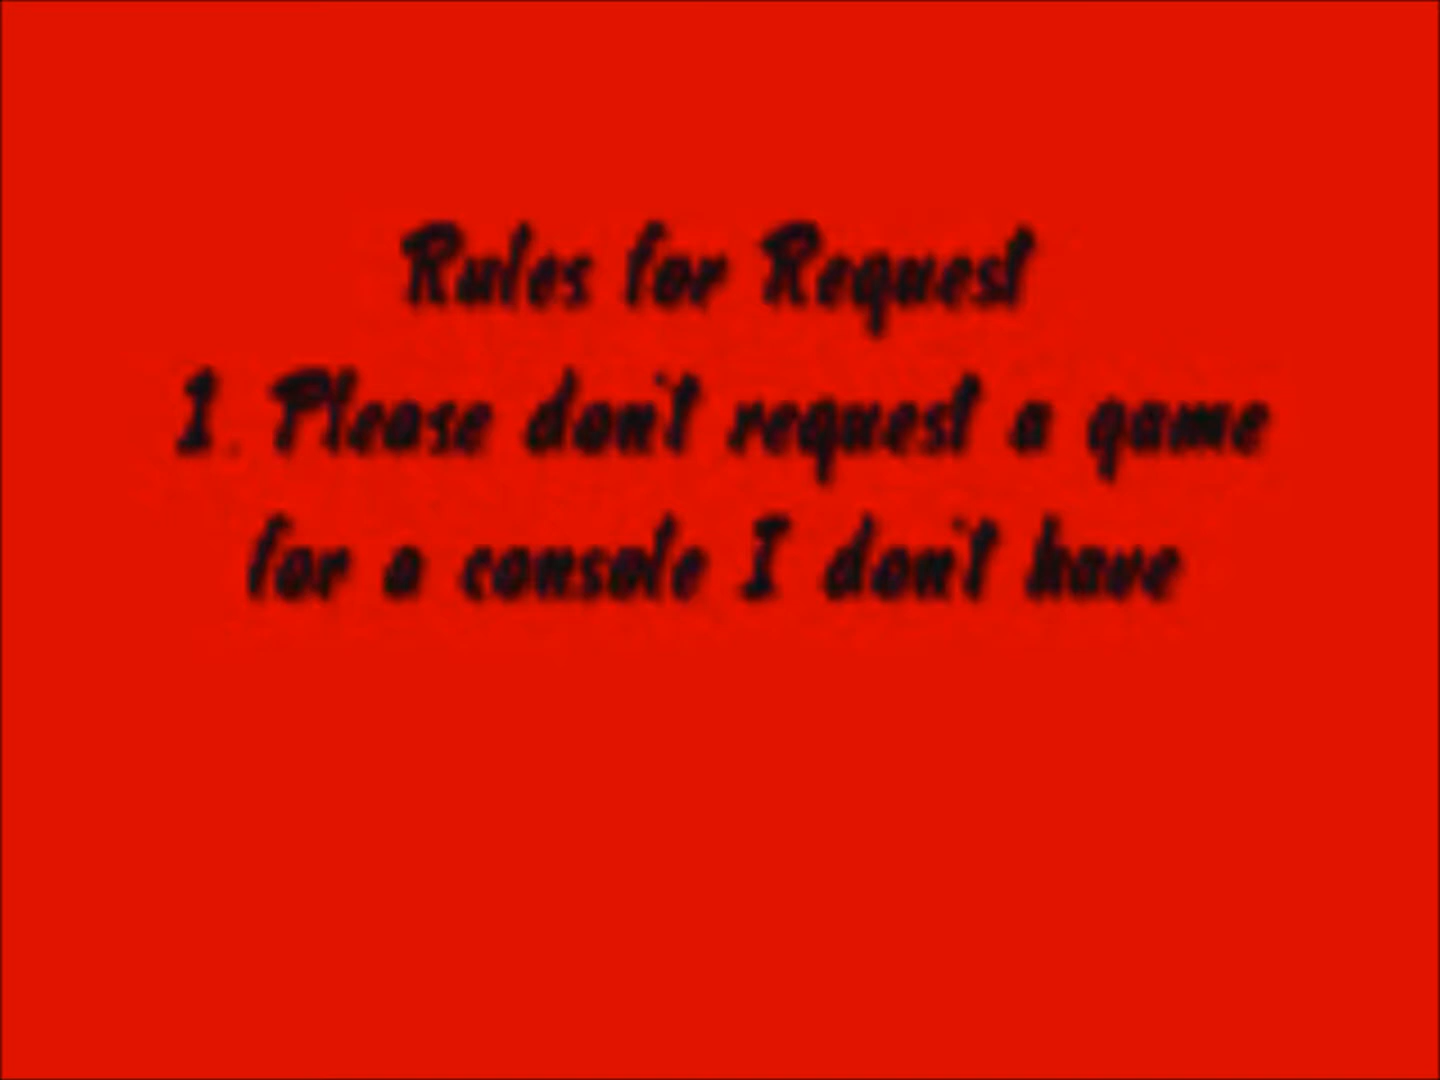 Rules for Request
1. Please don't request a game
for a console I don't have